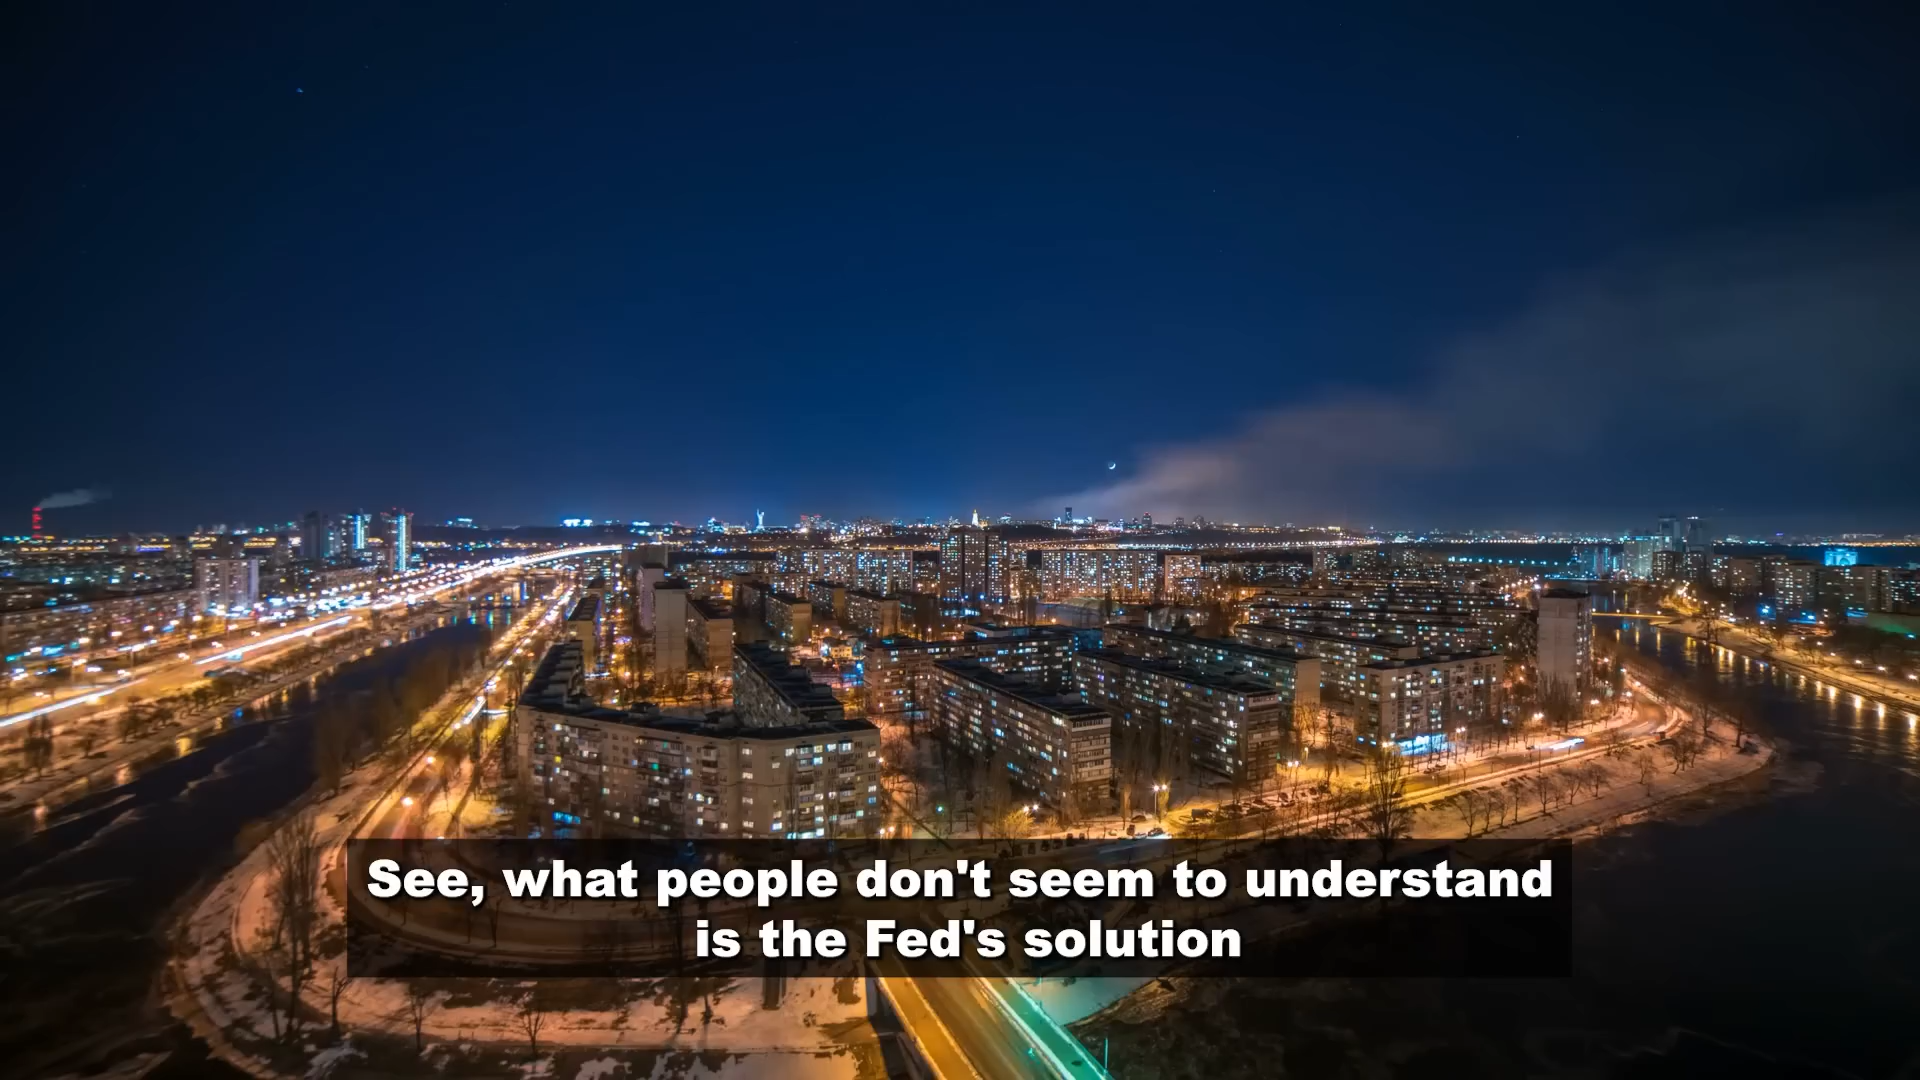 See, what people don't seem to understand
is the Fed's solution